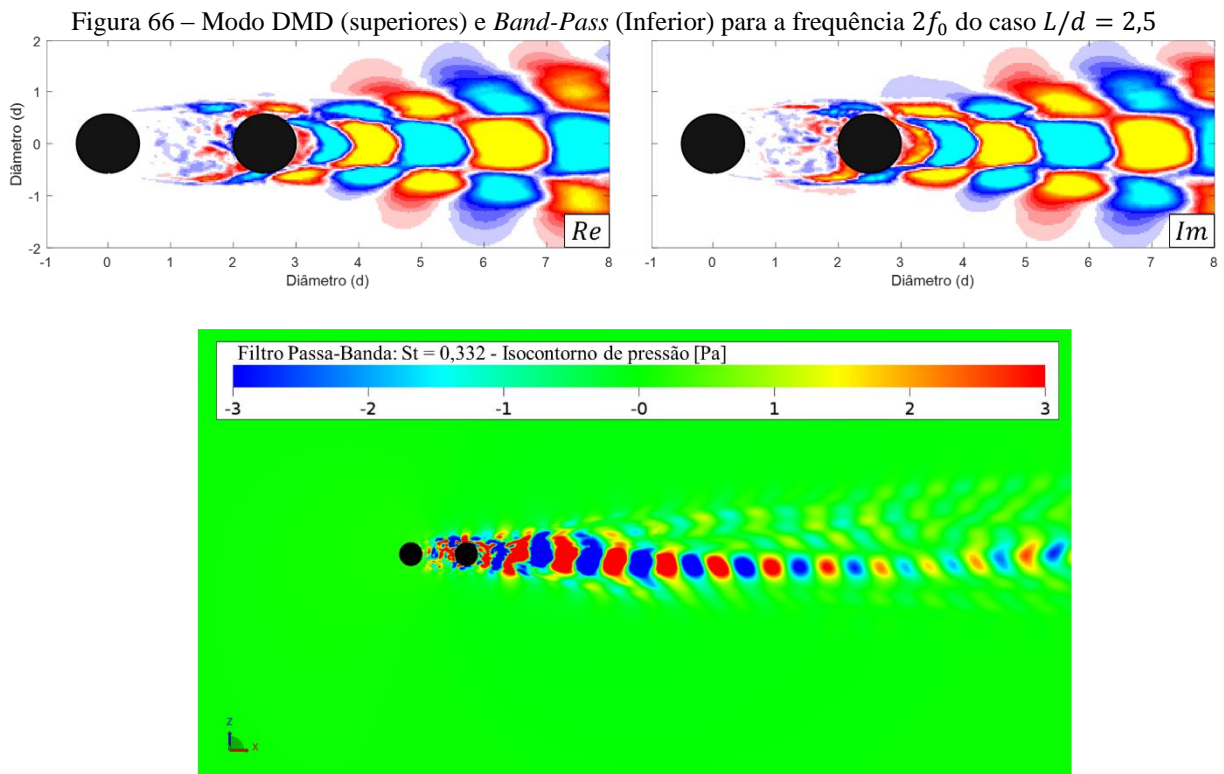 Figura 66 – Modo DMD (superiores) e Band-Pass (Inferior) para a frequência 2f₀ do caso L/d = 2,5
2
1
0
-1
-2
Diâmetro (d)
Re
-1 0 1 2 3 4 5 6 7 8
Diâmetro (d)
Im
-1 0 1 2 3 4 5 6 7 8
Diâmetro (d)
Filtro Passa-Banda: St = 0,332 - Isocontorno de pressão [Pa]
-3 -2 -1 -0 1 2 3
z
x